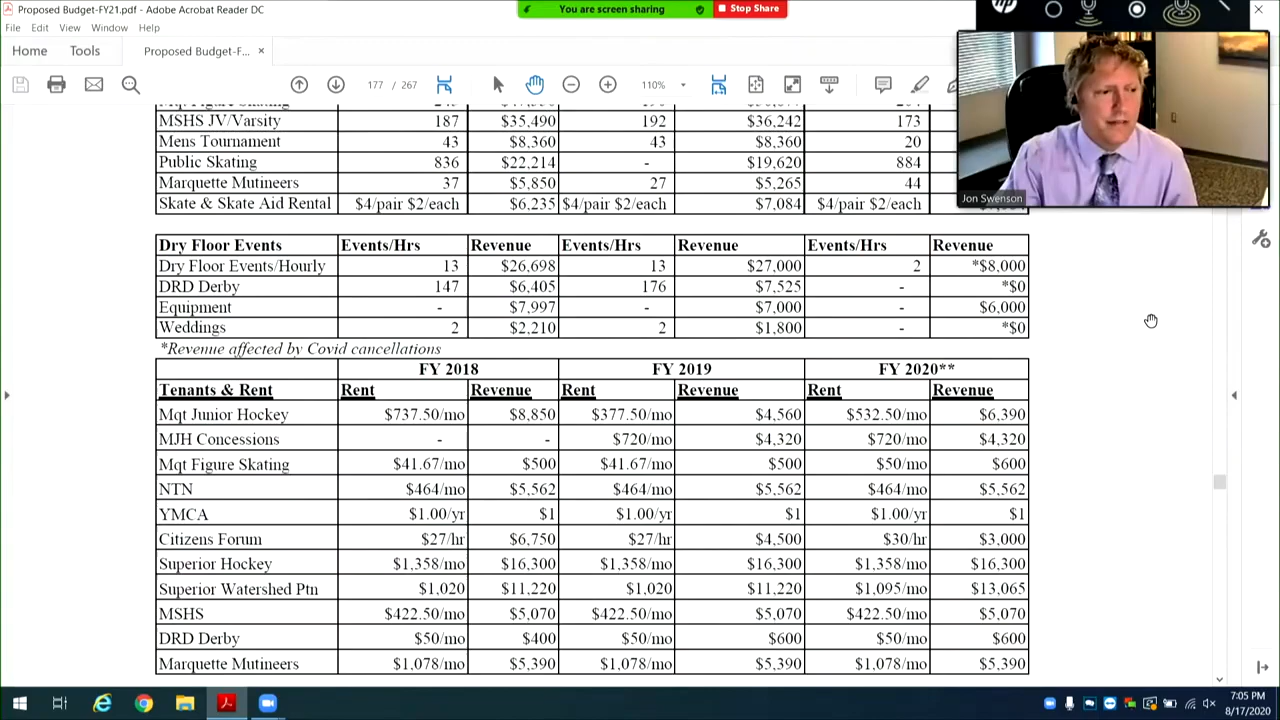 Proposed Budget-FY21.pdf - Adobe Acrobat Reader DC
You are screen sharing
Stop Share
File Edit View Window Help
Home Tools Proposed Budget-F... ×
177 / 267 110%
MSHS JV/Varsity 187 $35,490 192 $36,242 173
Mens Tournament 43 $8,360 43 $8,360 20
Public Skating 836 $22,214 - $19,620 884
Marquette Mutineers 37 $5,850 27 $5,265 44
Skate & Skate Aid Rental $4/pair $2/each $6,235 $4/pair $2/each $7,084 $4/pair $2/each
Jon Swenson
Dry Floor Events Events/Hrs Revenue Events/Hrs Revenue Events/Hrs Revenue
Dry Floor Events/Hourly 13 $26,698 13 $27,000 2 *$8,000
DRD Derby 147 $6,405 176 $7,525 - *$0
Equipment - $7,997 - $7,000 - $6,000
Weddings 2 $2,210 2 $1,800 - *$0
*Revenue affected by Covid cancellations
FY 2018 FY 2019 FY 2020**
Tenants & Rent Rent Revenue Rent Revenue Rent Revenue
Mqt Junior Hockey $737.50/mo $8,850 $377.50/mo $4,560 $532.50/mo $6,390
MJH Concessions - - $720/mo $4,320 $720/mo $4,320
Mqt Figure Skating $41.67/mo $500 $41.67/mo $500 $50/mo $600
NTN $464/mo $5,562 $464/mo $5,562 $464/mo $5,562
YMCA $1.00/yr $1 $1.00/yr $1 $1.00/yr $1
Citizens Forum $27/hr $6,750 $27/hr $4,500 $30/hr $3,000
Superior Hockey $1,358/mo $16,300 $1,358/mo $16,300 $1,358/mo $16,300
Superior Watershed Ptn $1,020 $11,220 $1,020 $11,220 $1,095/mo $13,065
MSHS $422.50/mo $5,070 $422.50/mo $5,070 $422.50/mo $5,070
DRD Derby $50/mo $400 $50/mo $600 $50/mo $600
Marquette Mutineers $1,078/mo $5,390 $1,078/mo $5,390 $1,078/mo $5,390
7:05 PM
8/17/2020